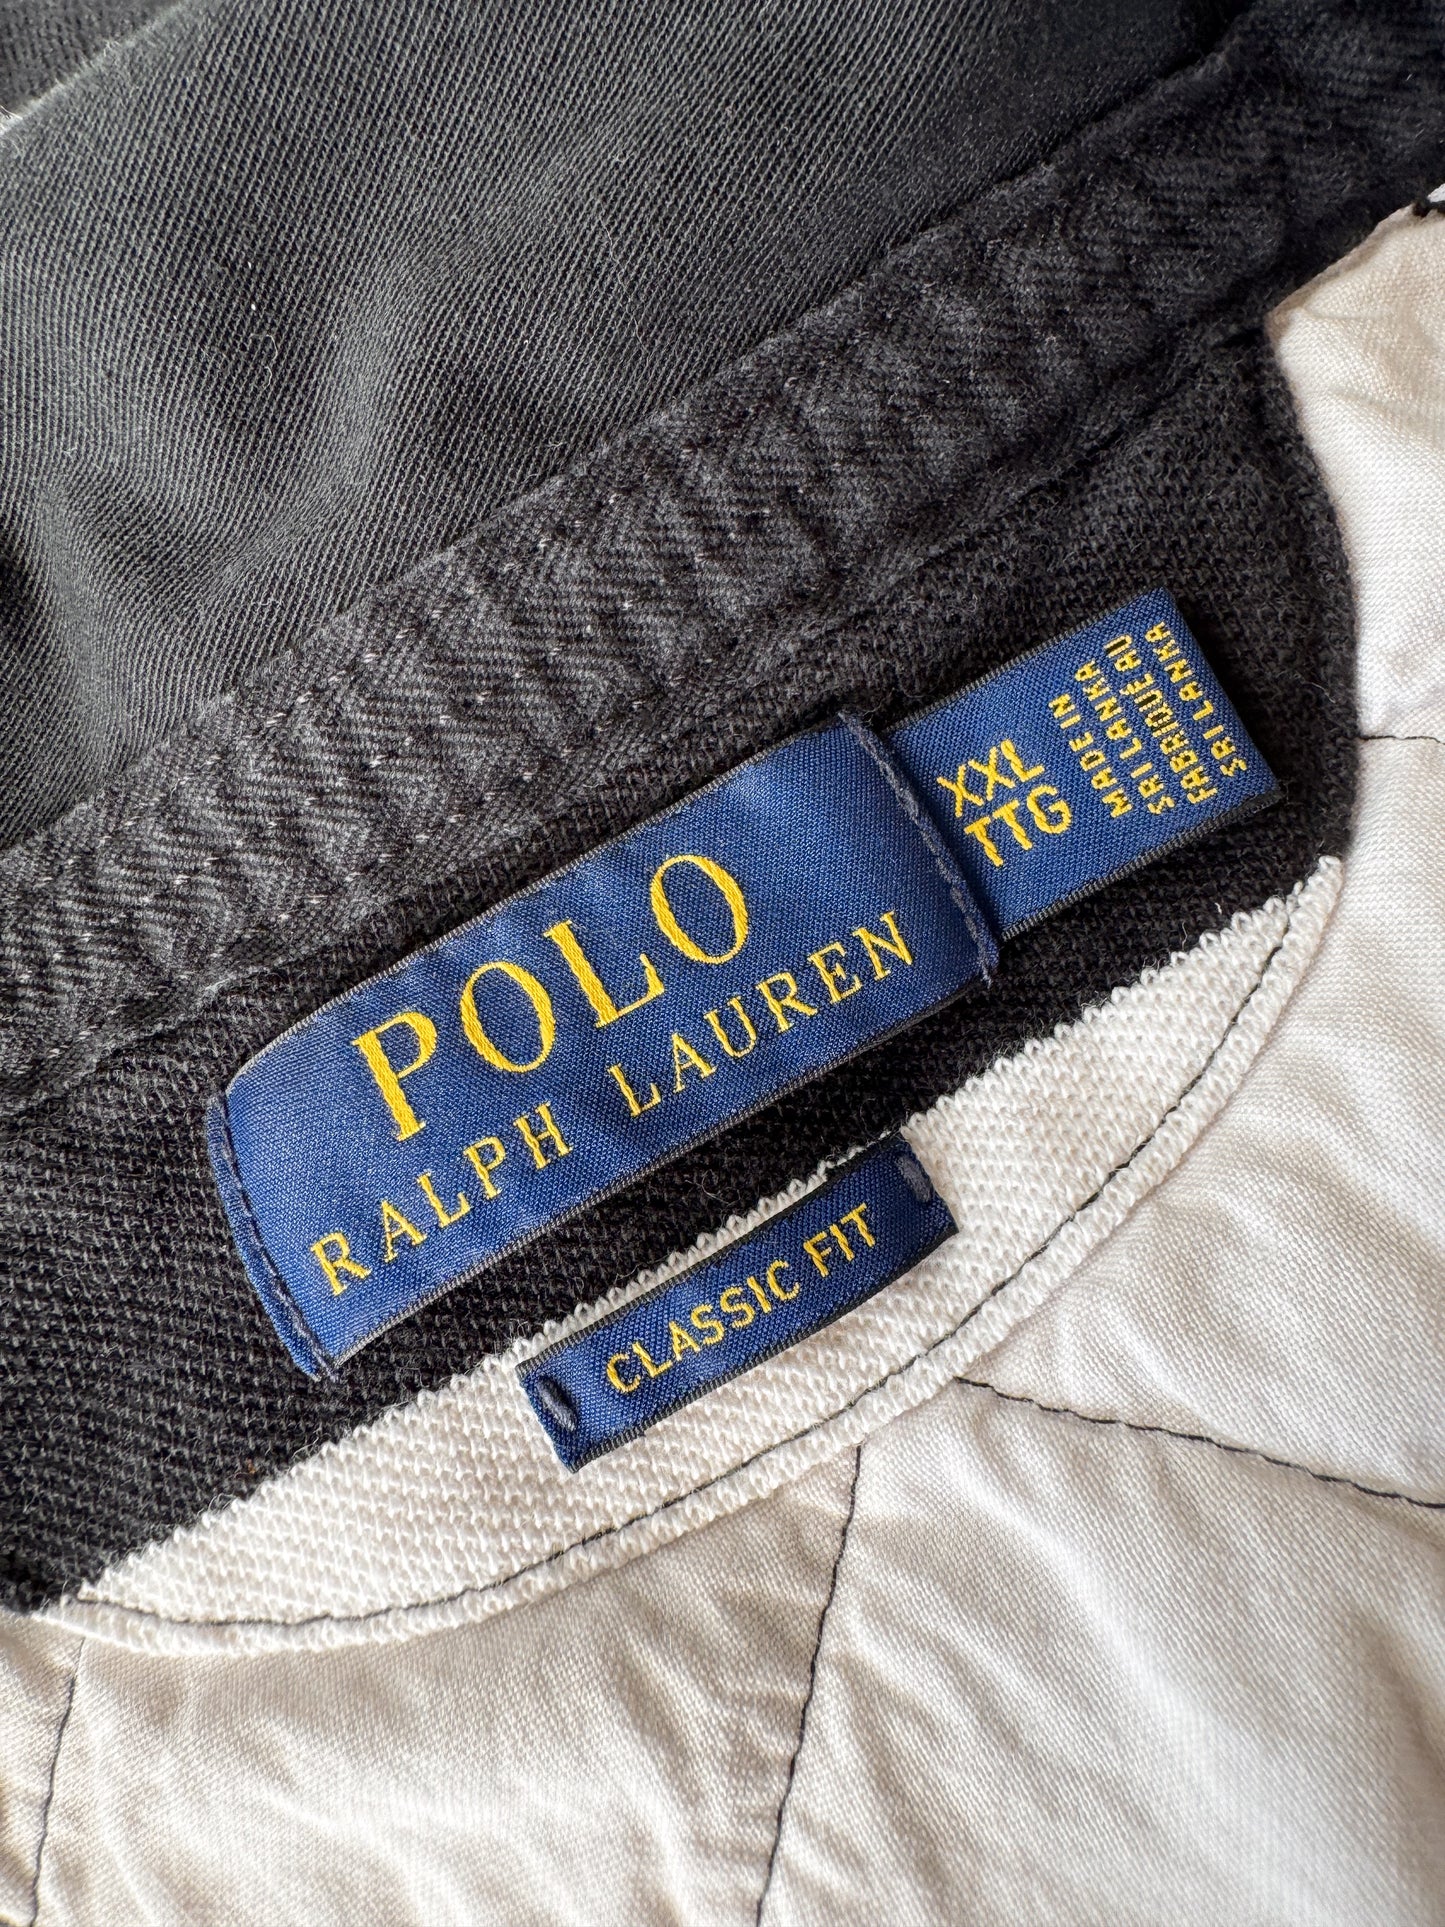 POLO
RALPH LAUREN
XXL
TTG
MADE IN
SRI LANKA
FABRIQUÉ AU
SRI LANKA
CLASSIC FIT